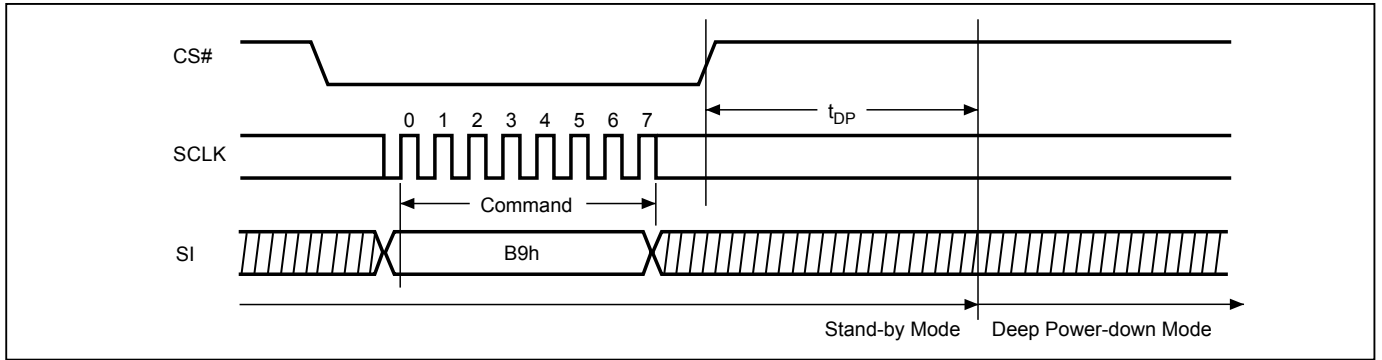 CS#
t_DP
0 1 2 3 4 5 6 7
SCLK
Command
SI
B9h
Stand-by Mode
Deep Power-down Mode